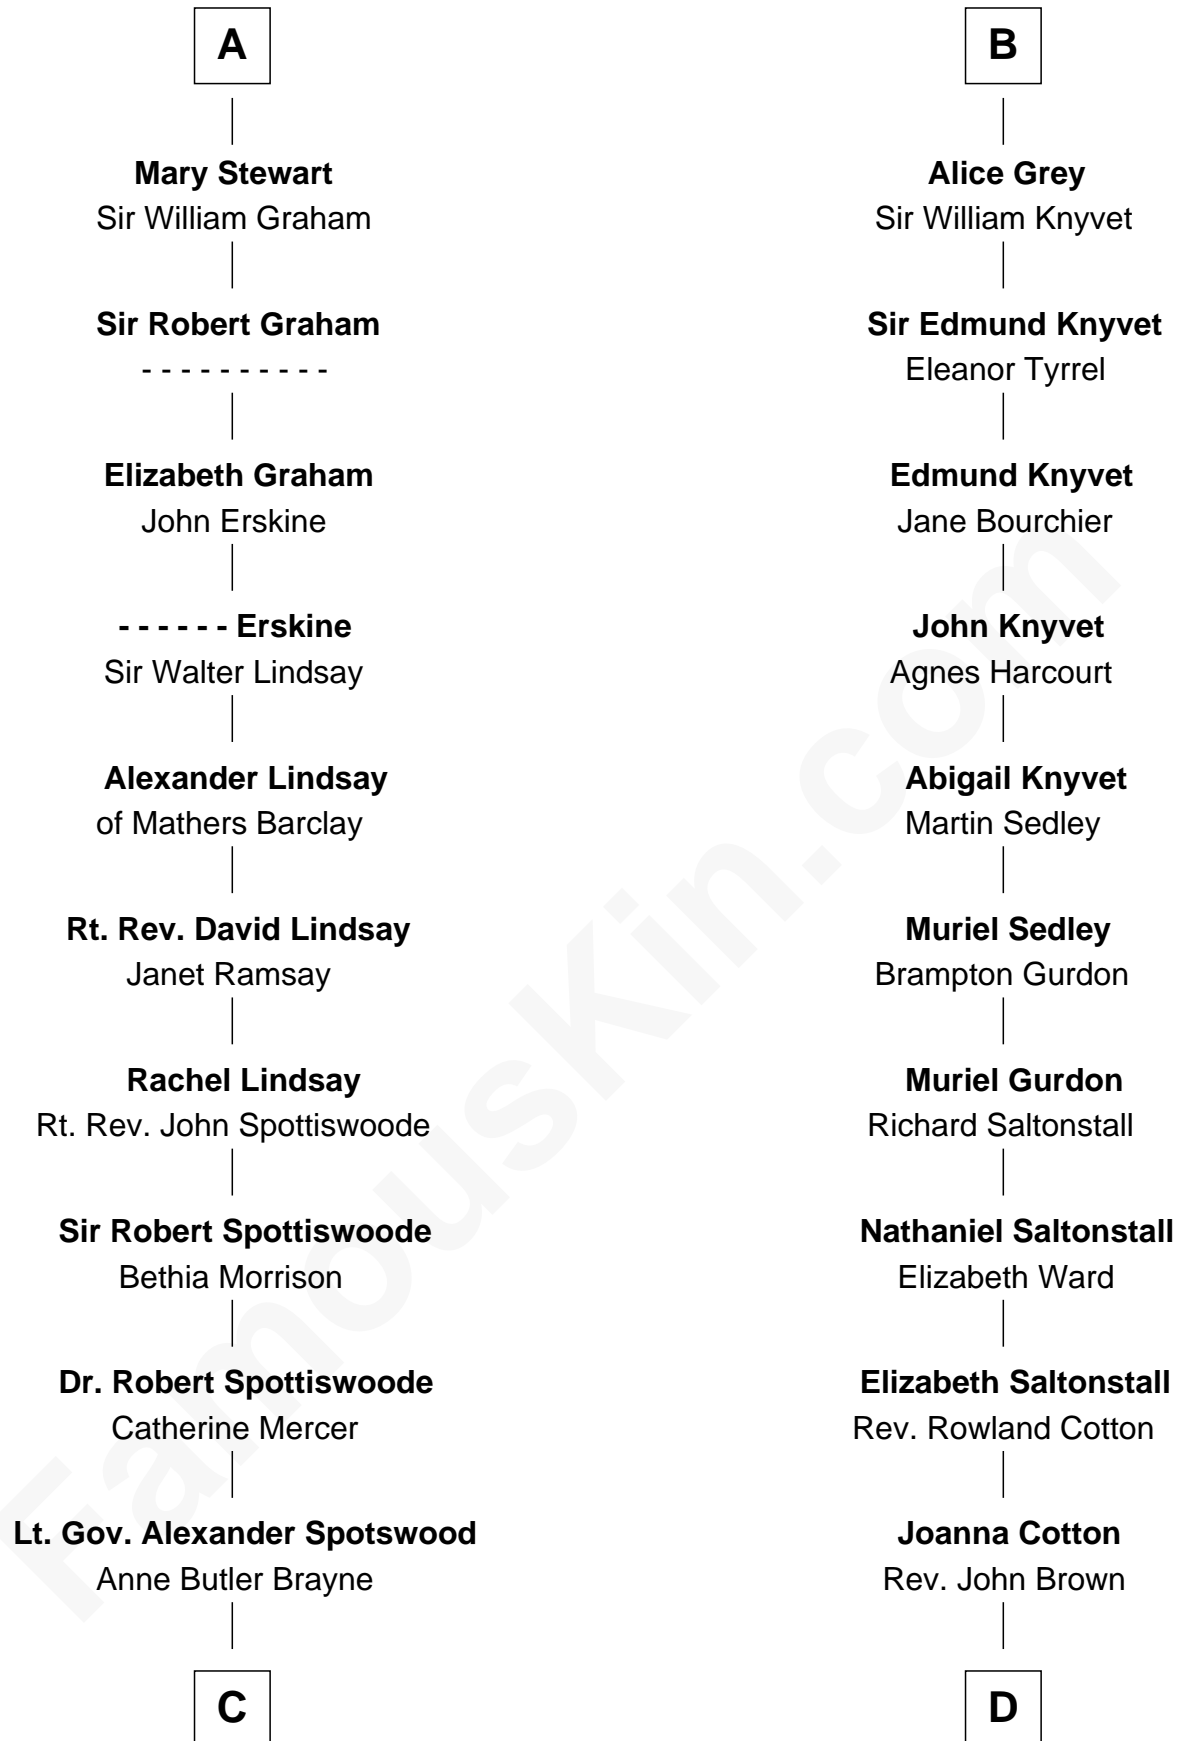 A
Mary Stewart
Sir William Graham
Sir Robert Graham
- - - - - - - - - -
Elizabeth Graham
John Erskine
- - - - - - Erskine
Sir Walter Lindsay
Alexander Lindsay
of Mathers Barclay
Rt. Rev. David Lindsay
Janet Ramsay
Rachel Lindsay
Rt. Rev. John Spottiswoode
Sir Robert Spottiswoode
Bethia Morrison
Dr. Robert Spottiswoode
Catherine Mercer
Lt. Gov. Alexander Spotswood
Anne Butler Brayne
C
B
Alice Grey
Sir William Knyvet
Sir Edmund Knyvet
Eleanor Tyrrel
Edmund Knyvet
Jane Bourchier
John Knyvet
Agnes Harcourt
Abigail Knyvet
Martin Sedley
Muriel Sedley
Brampton Gurdon
Muriel Gurdon
Richard Saltonstall
Nathaniel Saltonstall
Elizabeth Ward
Elizabeth Saltonstall
Rev. Rowland Cotton
Joanna Cotton
Rev. John Brown
D
FamousKin.com